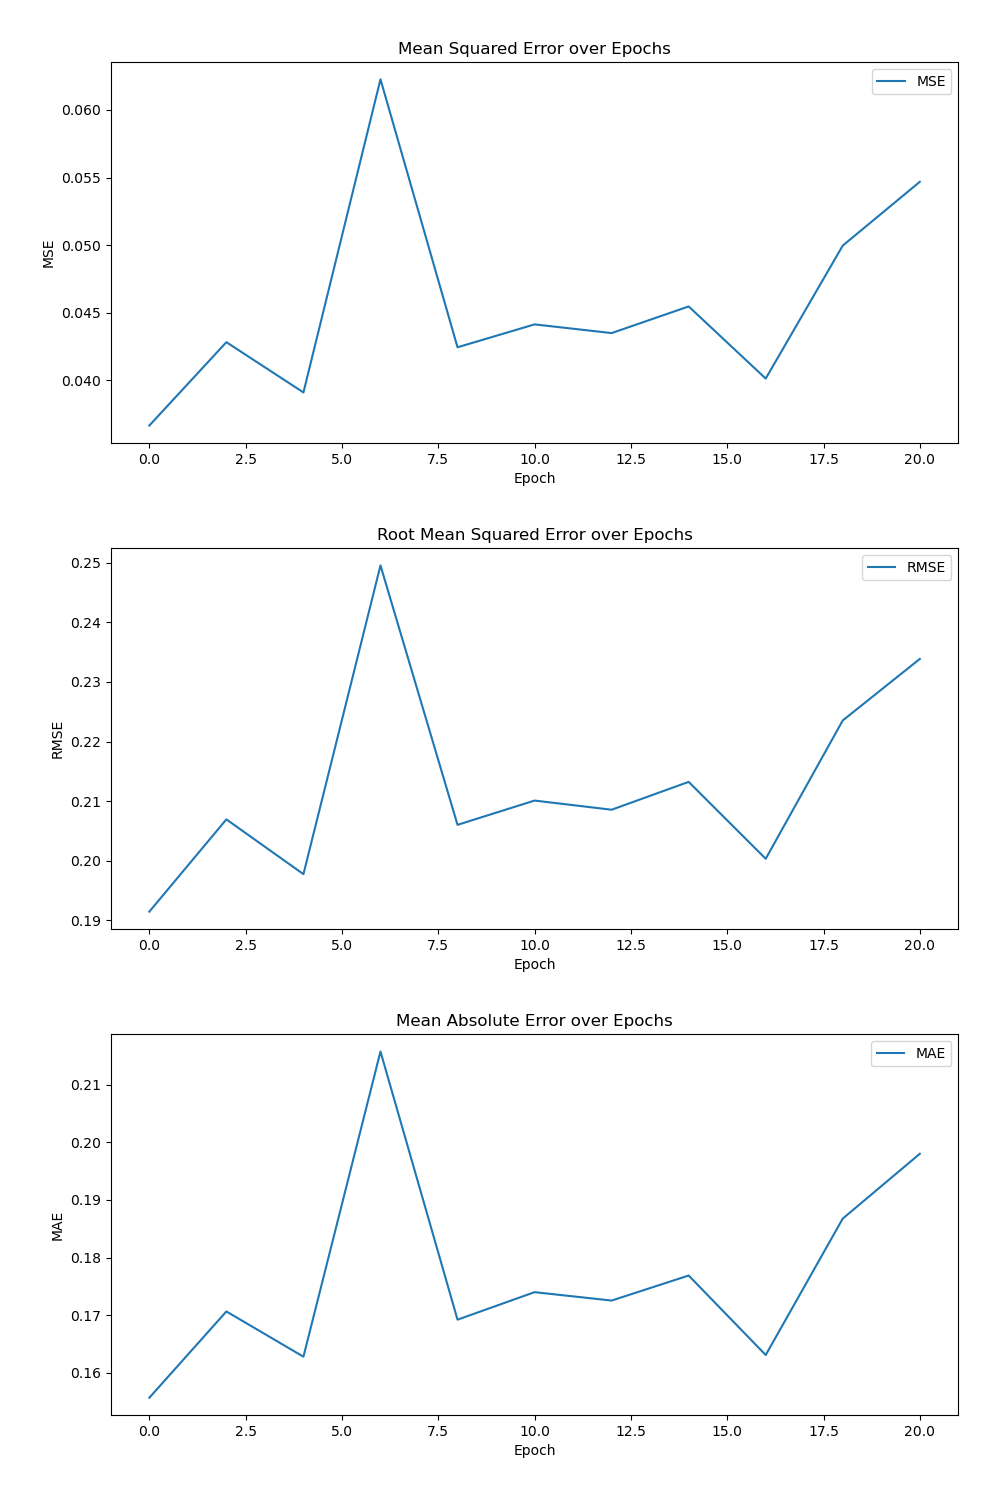 Mean Squared Error over Epochs
MSE
0.060
0.055
0.050
0.045
0.040
MSE
0.0 2.5 5.0 7.5 10.0 12.5 15.0 17.5 20.0
Epoch
Root Mean Squared Error over Epochs
RMSE
0.25
0.24
0.23
0.22
0.21
0.20
0.19
RMSE
0.0 2.5 5.0 7.5 10.0 12.5 15.0 17.5 20.0
Epoch
Mean Absolute Error over Epochs
MAE
0.21
0.20
0.19
0.18
0.17
0.16
MAE
0.0 2.5 5.0 7.5 10.0 12.5 15.0 17.5 20.0
Epoch